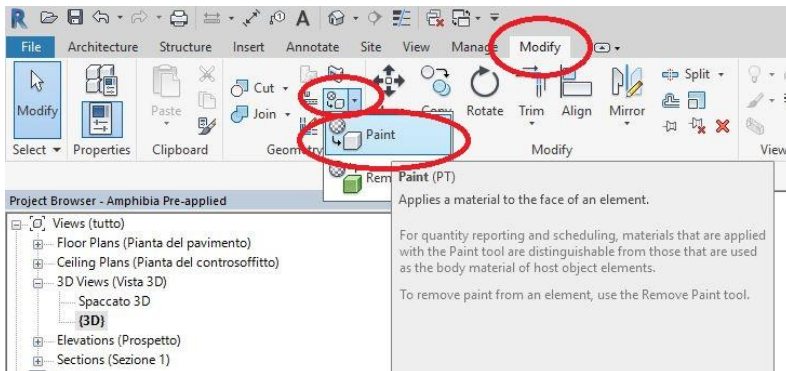 R A
File Architecture Structure Insert Annotate Site View Manage Modify
Modify Paste Cut Join Copy Rotate Trim Align Mirror Split
Select Properties Clipboard Geometry Modify View
Paint
Paint (PT)
Applies a material to the face of an element.
For quantity reporting and scheduling, materials that are applied
with the Paint tool are distinguishable from those that are used
as the body material of host object elements.
To remove paint from an element, use the Remove Paint tool.
Project Browser - Amphibia Pre-applied
Views (tutto)
Floor Plans (Pianta del pavimento)
Ceiling Plans (Pianta del controsoffitto)
3D Views (Vista 3D)
Spaccato 3D
{3D}
Elevations (Prospetto)
Sections (Sezione 1)